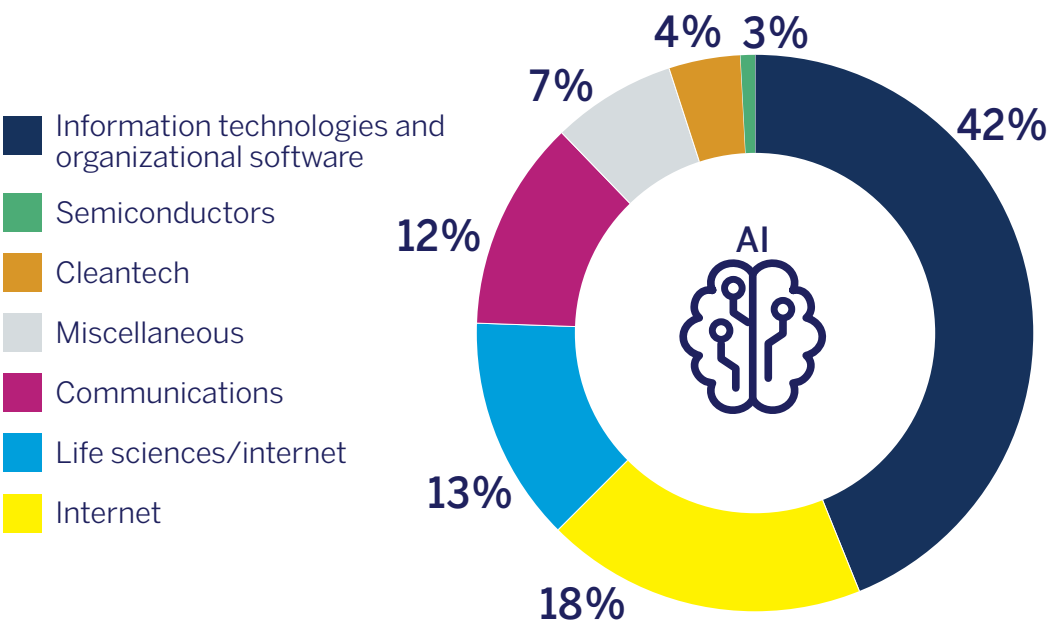 4% 3%
7%
42%
Information technologies and
organizational software
Semiconductors
12%
AI
Cleantech
Miscellaneous
Communications
Life sciences/internet
13%
Internet
18%